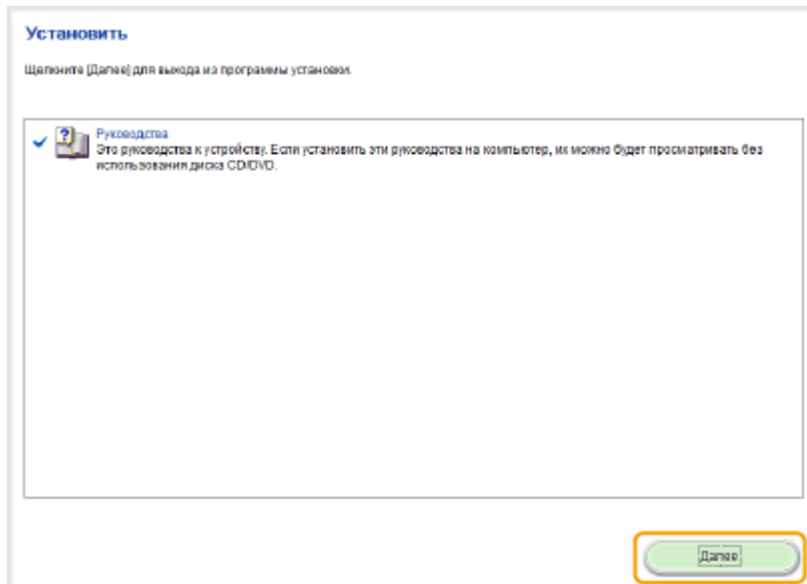 Установить
Щелкните [Далее] для выхода из программы установки.
Руководства
Это руководства к устройству. Если установить эти руководства на компьютер, их можно будет просматривать без
использования диска CD/DVD.
Далее